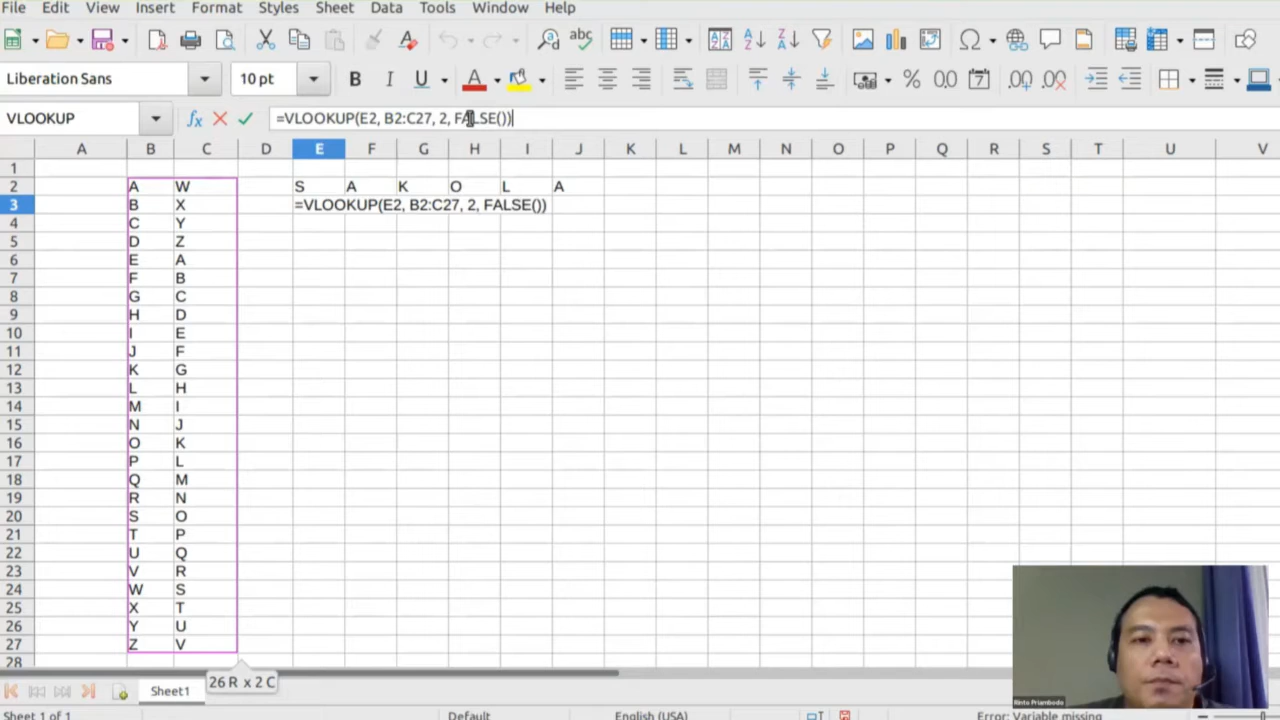 File Edit View Insert Format Styles Sheet Data Tools Window Help
Liberation Sans 10 pt
VLOOKUP =VLOOKUP(E2, B2:C27, 2, FALSE())
A B C D E F G H I J K L M N O P Q R S T U V
1
2 A W S A K O L A
3 B X =VLOOKUP(E2, B2:C27, 2, FALSE())
4 C Y
5 D Z
6 E A
7 F B
8 G C
9 H D
10 I E
11 J F
12 K G
13 L H
14 M I
15 N J
16 O K
17 P L
18 Q M
19 R N
20 S O
21 T P
22 U Q
23 V R
24 W S
25 X T
26 Y U
27 Z V
28
26 R x 2 C
Rinto Priambodo
Sheet1
Sheet 1 of 1 Default English (USA) Error: Variable missing